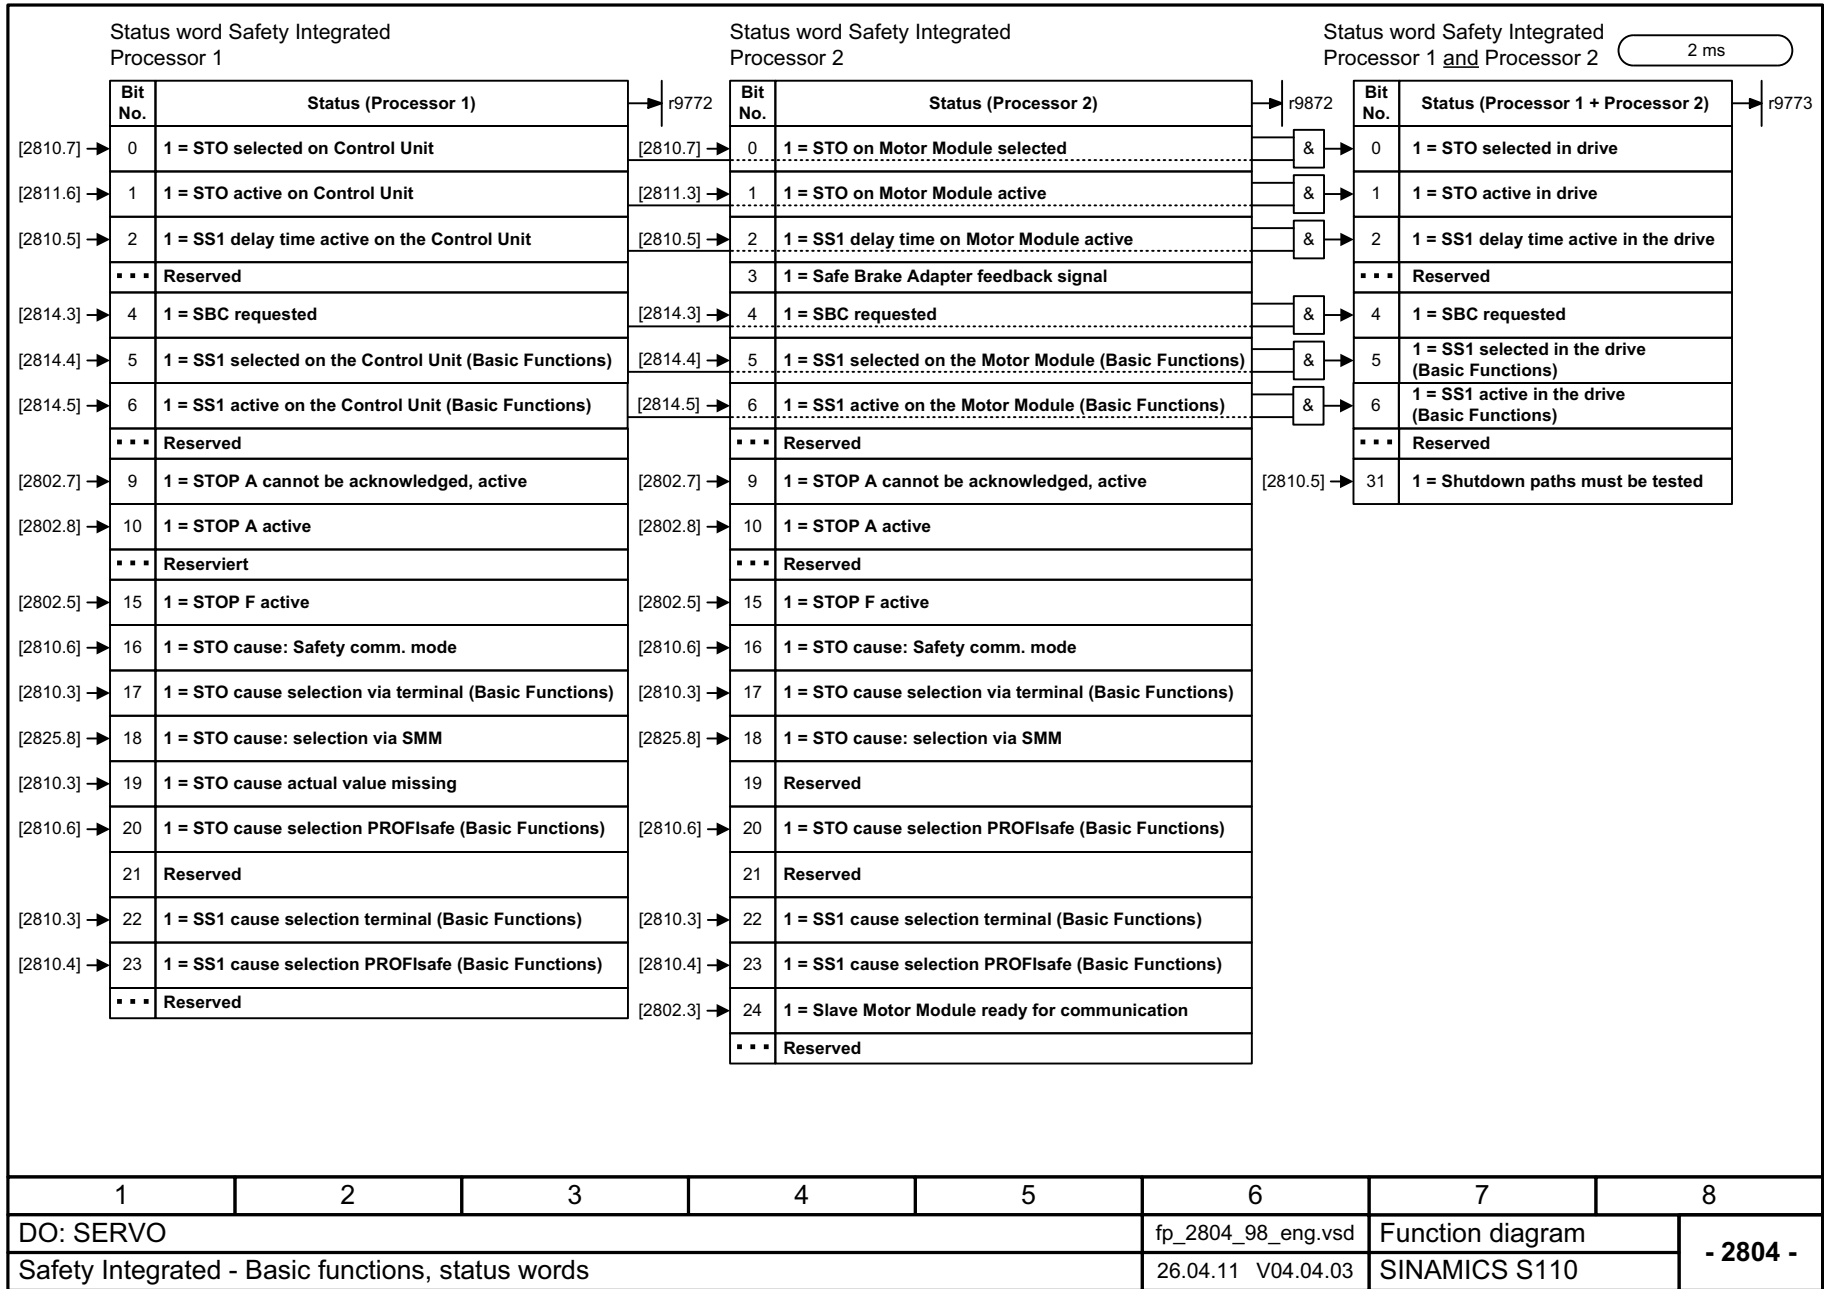 Status word Safety Integrated
Processor 1
Status word Safety Integrated
Processor 2
Status word Safety Integrated
Processor 1 and Processor 2
2 ms
Bit No. Status (Processor 1) r9772
[2810.7] 0 1 = STO selected on Control Unit
[2811.6] 1 1 = STO active on Control Unit
[2810.5] 2 1 = SS1 delay time active on the Control Unit
... Reserved
[2814.3] 4 1 = SBC requested
[2814.4] 5 1 = SS1 selected on the Control Unit (Basic Functions)
[2814.5] 6 1 = SS1 active on the Control Unit (Basic Functions)
... Reserved
[2802.7] 9 1 = STOP A cannot be acknowledged, active
[2802.8] 10 1 = STOP A active
... Reserviert
[2802.5] 15 1 = STOP F active
[2810.6] 16 1 = STO cause: Safety comm. mode
[2810.3] 17 1 = STO cause selection via terminal (Basic Functions)
[2825.8] 18 1 = STO cause: selection via SMM
[2810.3] 19 1 = STO cause actual value missing
[2810.6] 20 1 = STO cause selection PROFIsafe (Basic Functions)
21 Reserved
[2810.3] 22 1 = SS1 cause selection terminal (Basic Functions)
[2810.4] 23 1 = SS1 cause selection PROFIsafe (Basic Functions)
... Reserved
Bit No. Status (Processor 2) r9872
[2810.7] 0 1 = STO on Motor Module selected
[2811.3] 1 1 = STO on Motor Module active
[2810.5] 2 1 = SS1 delay time on Motor Module active
3 1 = Safe Brake Adapter feedback signal
[2814.3] 4 1 = SBC requested
[2814.4] 5 1 = SS1 selected on the Motor Module (Basic Functions)
[2814.5] 6 1 = SS1 active on the Motor Module (Basic Functions)
... Reserved
[2802.7] 9 1 = STOP A cannot be acknowledged, active
[2802.8] 10 1 = STOP A active
... Reserved
[2802.5] 15 1 = STOP F active
[2810.6] 16 1 = STO cause: Safety comm. mode
[2810.3] 17 1 = STO cause selection via terminal (Basic Functions)
[2825.8] 18 1 = STO cause: selection via SMM
19 Reserved
[2810.6] 20 1 = STO cause selection PROFIsafe (Basic Functions)
21 Reserved
[2810.3] 22 1 = SS1 cause selection terminal (Basic Functions)
[2810.4] 23 1 = SS1 cause selection PROFIsafe (Basic Functions)
[2802.3] 24 1 = Slave Motor Module ready for communication
... Reserved
Bit No. Status (Processor 1 + Processor 2) r9773
& 0 1 = STO selected in drive
& 1 1 = STO active in drive
& 2 1 = SS1 delay time active in the drive
... Reserved
& 4 1 = SBC requested
& 5 1 = SS1 selected in the drive
(Basic Functions)
& 6 1 = SS1 active in the drive
(Basic Functions)
... Reserved
[2810.5] 31 1 = Shutdown paths must be tested
1 2 3 4 5 6 7 8
DO: SERVO fp_2804_98_eng.vsd Function diagram
- 2804 -
Safety Integrated - Basic functions, status words 26.04.11 V04.04.03 SINAMICS S110